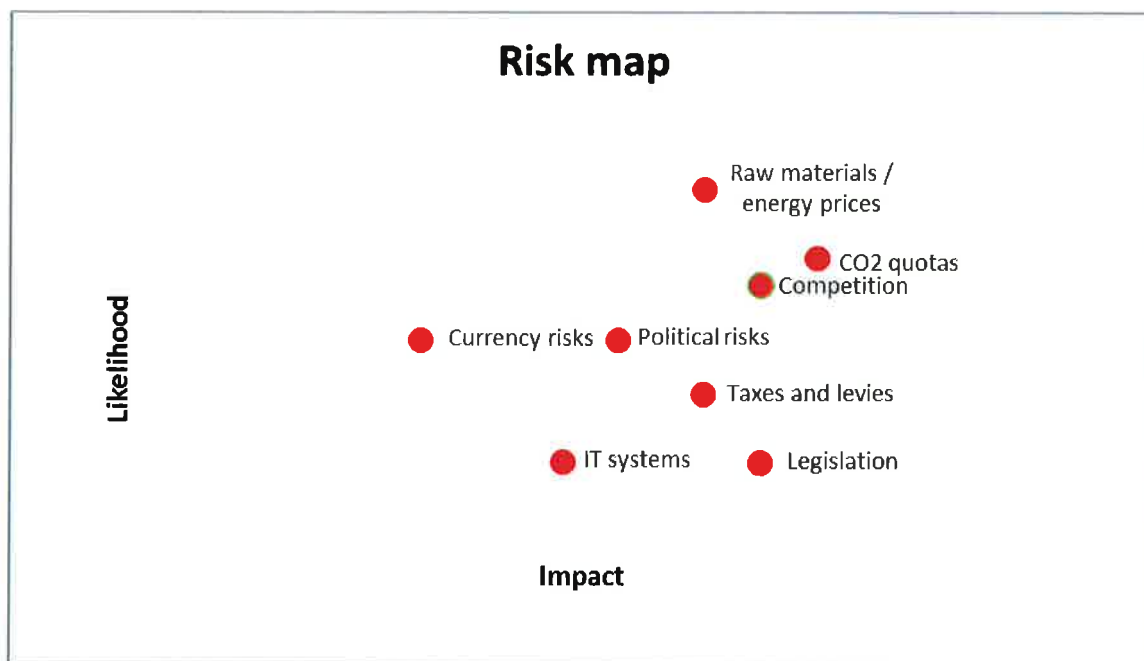 Risk map
Raw materials /
energy prices
CO2 quotas
Competition
Likelihood
Currency risks
Political risks
Taxes and levies
IT systems
Legislation
Impact